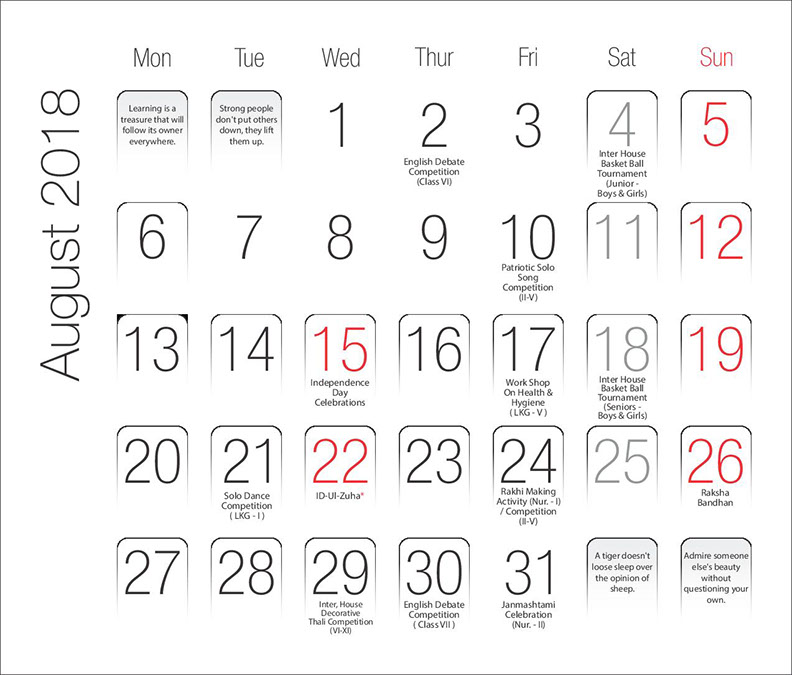 August 2018
Mon Tue Wed Thur Fri Sat Sun
Learning is a
treasure that will
follow its owner
everywhere.
Strong people
don't put others
down, they lift
them up.
1
2
English Debate
Competition
(Class VI)
3
4
Inter House
Basket Ball
Tournament
(Junior -
Boys & Girls)
5
6
7
8
9
10
Patriotic Solo
Song
Competition
(II-V)
11
12
13
14
15
Independence
Day
Celebrations
16
17
Work Shop
On Health &
Hygiene
( LKG - V )
18
Inter House
Basket Ball
Tournament
(Seniors -
Boys & Girls)
19
20
21
Solo Dance
Competition
( LKG - I )
22
ID-Ul-Zuha*
23
24
Rakhi Making
Activity (Nur. - I)
/ Competition
(II-V)
25
26
Raksha
Bandhan
27
28
29
Inter, House
Decorative
Thali Competition
(VI-XI)
30
English Debate
Competition
( Class VII )
31
Janmashtami
Celebration
(Nur. - II)
A tiger doesn't
loose sleep over
the opinion of
sheep.
Admire someone
else's beauty
without
questioning your
own.